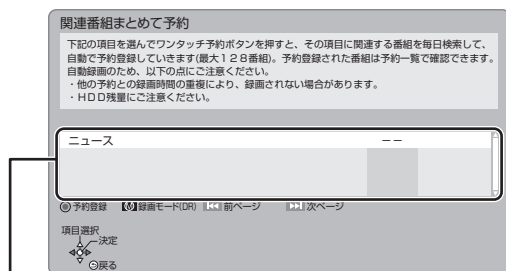 関連番組まとめて予約
下記の項目を選んでワンタッチ予約ボタンを押すと、その項目に関連する番組を毎日検索して、
自動で予約登録していきます(最大128番組)。予約登録された番組は予約一覧で確認できます。
自動録画のため、以下の点にご注意ください。
・他の予約との録画時間の重複により、録画されない場合があります。
・HDD残量にご注意ください。
ニュース －－
予約登録 録画モード(DR) 前ページ 次ページ
項目選択
決定
戻る